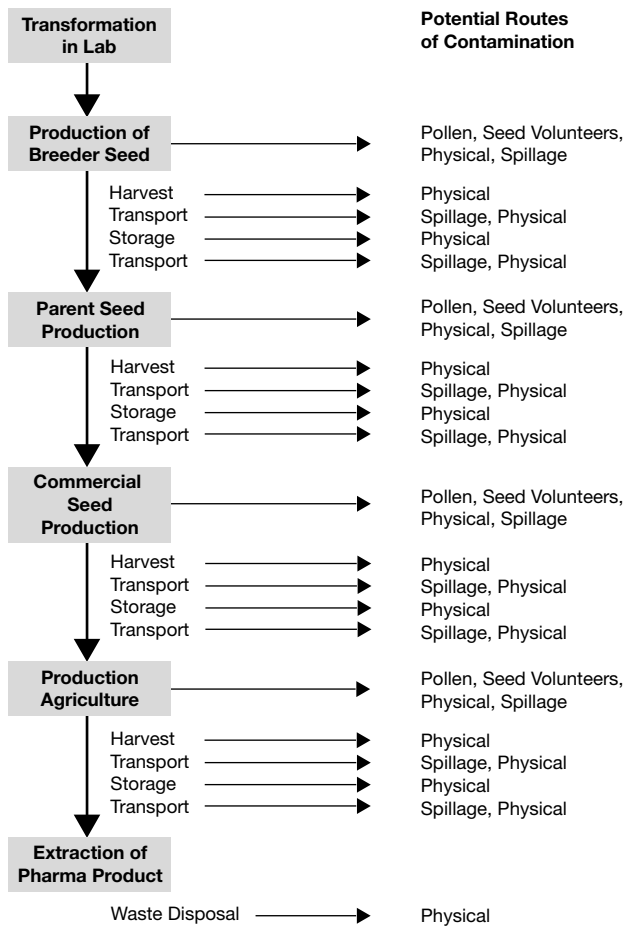 Transformation
in Lab
Potential Routes
of Contamination
Production of
Breeder Seed
Pollen, Seed Volunteers,
Physical, Spillage
Harvest Physical
Transport Spillage, Physical
Storage Physical
Transport Spillage, Physical
Parent Seed
Production
Pollen, Seed Volunteers,
Physical, Spillage
Harvest Physical
Transport Spillage, Physical
Storage Physical
Transport Spillage, Physical
Commercial
Seed
Production
Pollen, Seed Volunteers,
Physical, Spillage
Harvest Physical
Transport Spillage, Physical
Storage Physical
Transport Spillage, Physical
Production
Agriculture
Pollen, Seed Volunteers,
Physical, Spillage
Harvest Physical
Transport Spillage, Physical
Storage Physical
Transport Spillage, Physical
Extraction of
Pharma Product
Waste Disposal Physical